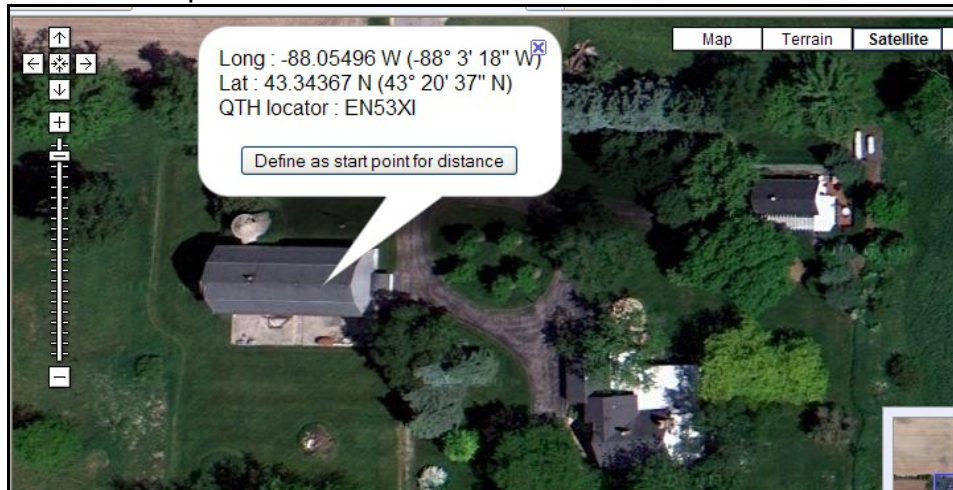 Map Terrain Satellite
Long : -88.05496 W (-88° 3' 18" W)
Lat : 43.34367 N (43° 20' 37" N)
QTH locator : EN53XI
Define as start point for distance